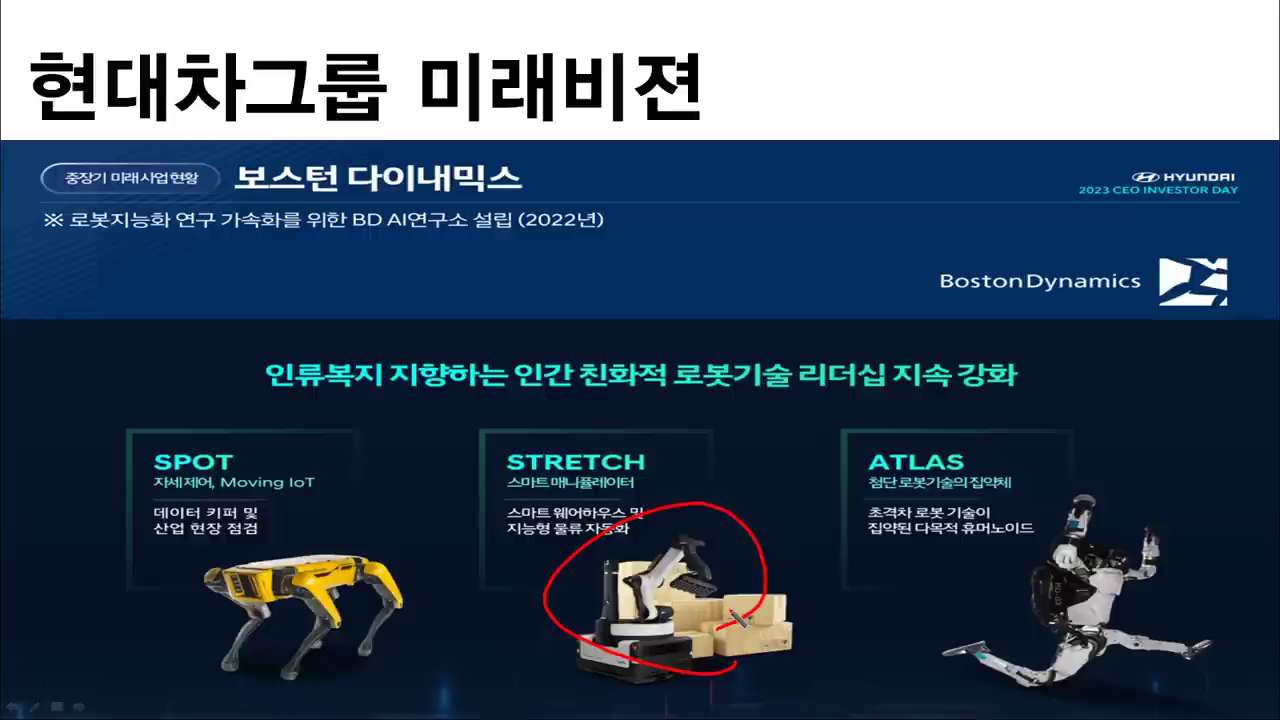 현대차그룹 미래비젼
중장기 미래사업현황 보스턴 다이내믹스
HYUNDAI
2023 CEO INVESTOR DAY
※ 로봇지능화 연구 가속화를 위한 BD AI연구소 설립 (2022년)
BostonDynamics
인류복지 지향하는 인간 친화적 로봇기술 리더십 지속 강화
SPOT
자세제어, Moving IoT
데이터 키퍼 및
산업 현장 점검
STRETCH
스마트 매니퓰레이터
스마트 웨어하우스 및
지능형 물류 자동화
ATLAS
첨단 로봇기술의 집약체
초격차 로봇 기술이
집약된 다목적 휴머노이드